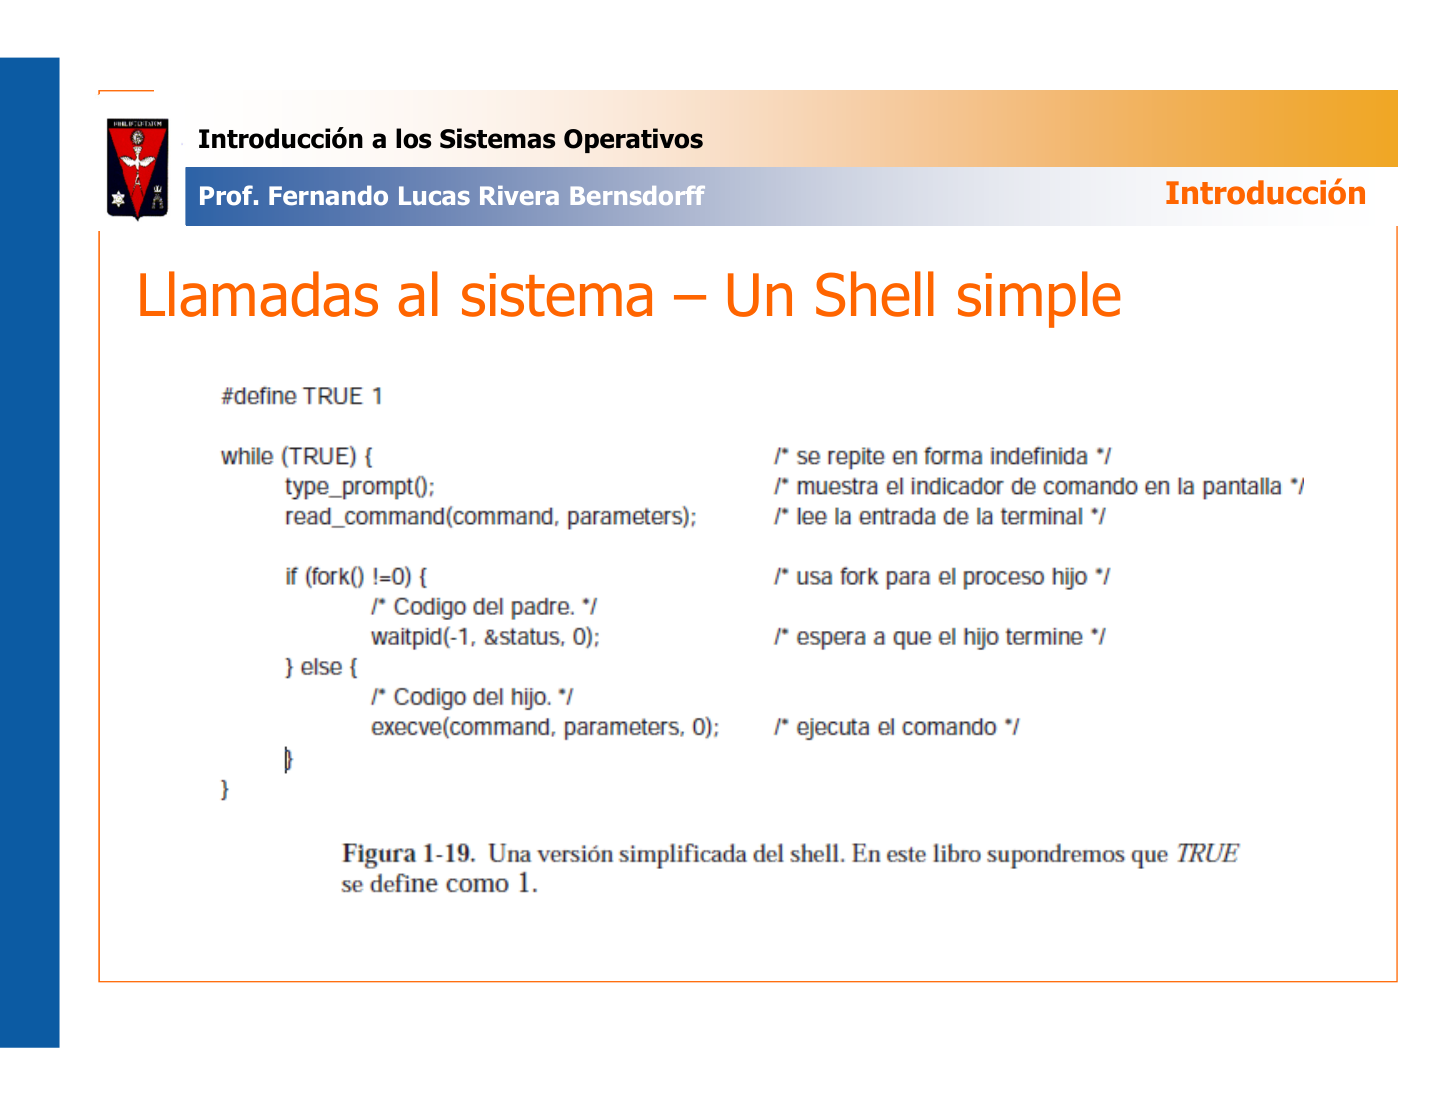 Introducción a los Sistemas Operativos
Prof. Fernando Lucas Rivera Bernsdorff
Introducción
Llamadas al sistema – Un Shell simple
#define TRUE 1
while (TRUE) { /* se repite en forma indefinida */
type_prompt(); /* muestra el indicador de comando en la pantalla */
read_command(command, parameters); /* lee la entrada de la terminal */
if (fork() !=0) { /* usa fork para el proceso hijo */
/* Codigo del padre. */
waitpid(-1, &status, 0); /* espera a que el hijo termine */
} else {
/* Codigo del hijo. */
execve(command, parameters, 0); /* ejecuta el comando */
}
}
Figura 1-19. Una versión simplificada del shell. En este libro supondremos que TRUE
se define como 1.